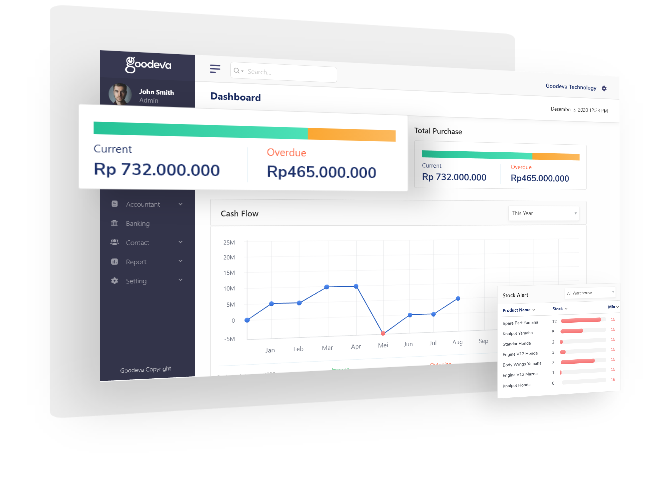 goodeva
Search...
Goodeva Technology
John Smith
Admin
Dashboard
Current
Overdue
Rp 732.000.000
Rp465.000.000
Total Purchase
Current
Overdue
Rp 732.000.000
Rp465.000.000
Accountant
Banking
Contact
Report
Setting
Goodeva Copyright
Cash Flow
This Year
25M
20M
15M
10M
5M
0
-5M
Jan
Feb
Mar
Apr
Mei
Jun
Jul
Aug
Sep
Stock Alert
Product Name
Stock
Min